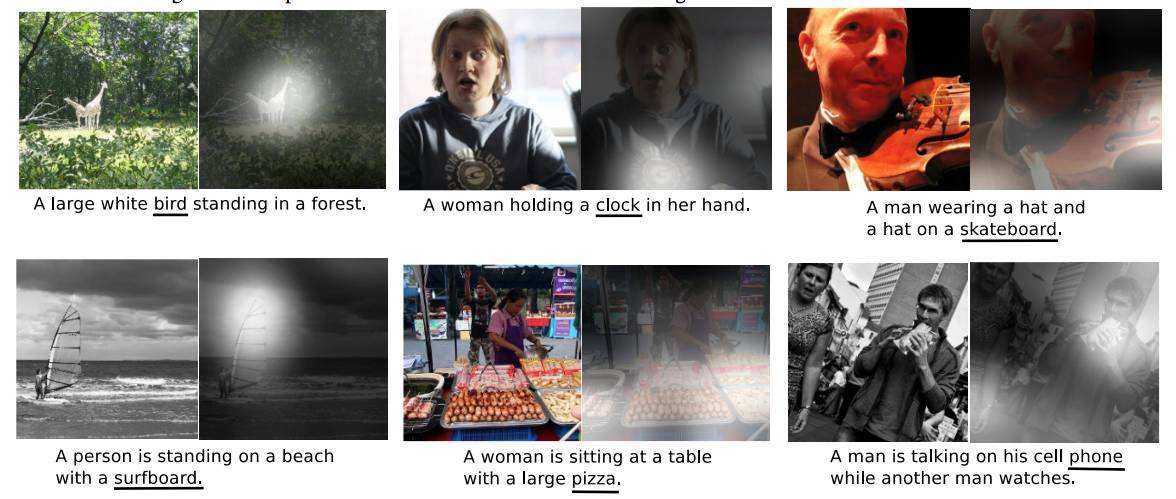 A large white bird standing in a forest.
A woman holding a clock in her hand.
A man wearing a hat and
a hat on a skateboard.
A person is standing on a beach
with a surfboard.
A woman is sitting at a table
with a large pizza.
A man is talking on his cell phone
while another man watches.